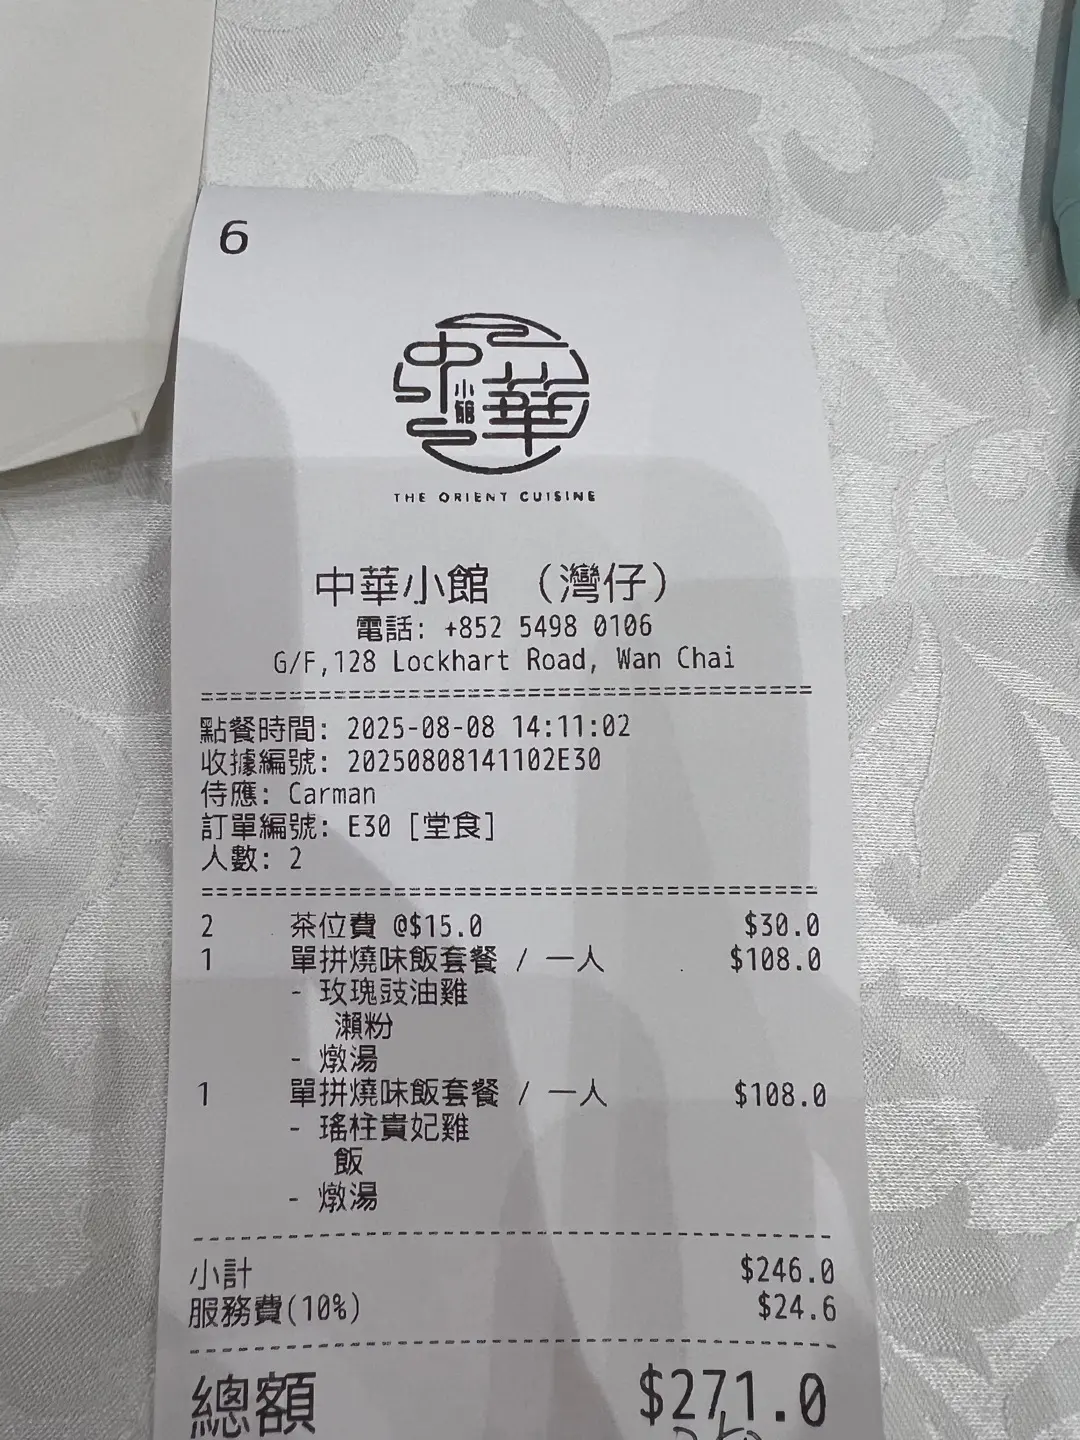 6
中華
小館
THE ORIENT CUISINE
中華小館 （灣仔）
電話: +852 5498 0106
G/F,128 Lockhart Road, Wan Chai
點餐時間: 2025-08-08 14:11:02
收據編號: 20250808141102E30
侍應: Carman
訂單編號: E30 [堂食]
人數: 2
2 茶位費 @$15.0 $30.0
1 單拼燒味飯套餐 / 一人 $108.0
- 玫瑰豉油雞
瀨粉
- 燉湯
1 單拼燒味飯套餐 / 一人 $108.0
- 瑤柱貴妃雞
飯
- 燉湯
小計 $246.0
服務費(10%) $24.6
總額 $271.0